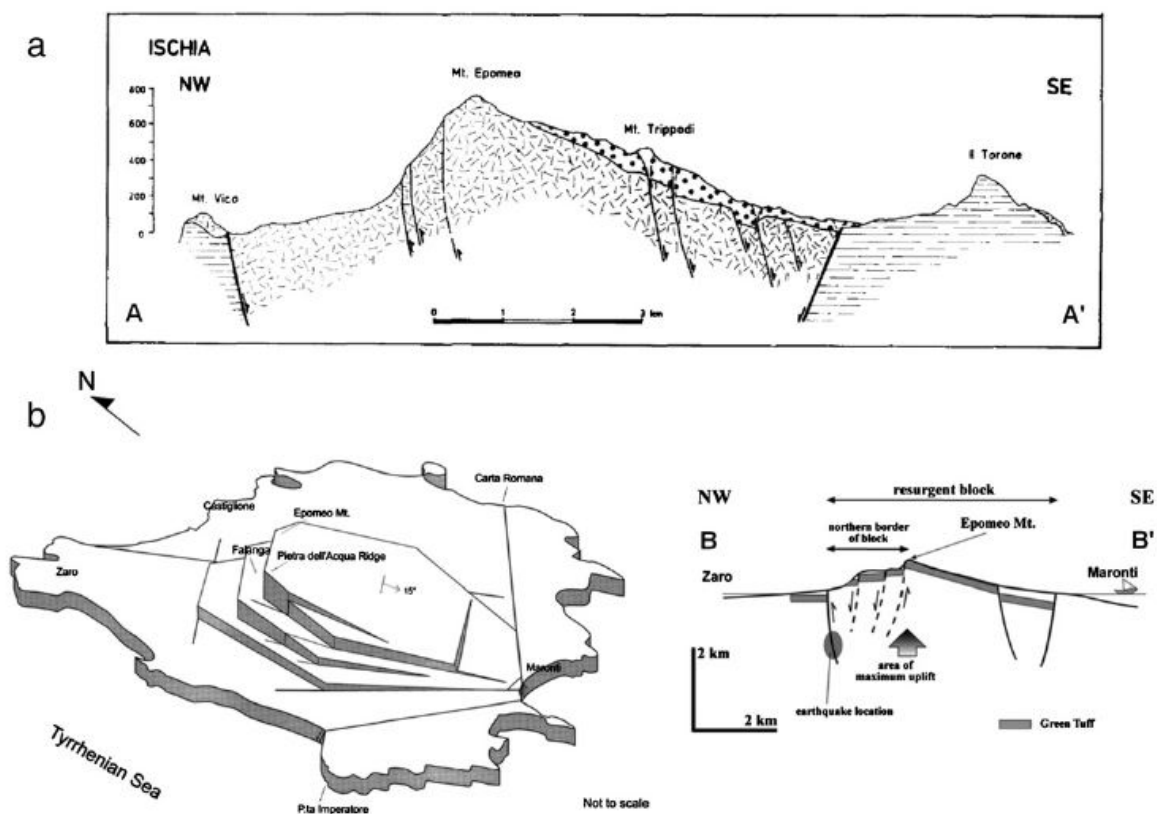 a
ISCHIA
NW
SE
Mt. Epomeo
Mt. Trippodi
Il Torone
Mt. Vico
800
600
400
200
0
A
A'
0 1 2 3 km
b
N
Carta Romana
Castiglione
Epomeo Mt.
Falanga
Pietra dell'Acqua Ridge
Zaro
15°
Maronti
Tyrrhenian Sea
P.ta Imperatore
Not to scale
NW
SE
resurgent block
northern border
of block
Epomeo Mt.
B
B'
Zaro
Maronti
2 km
2 km
area of
maximum uplift
earthquake location
Green Tuff